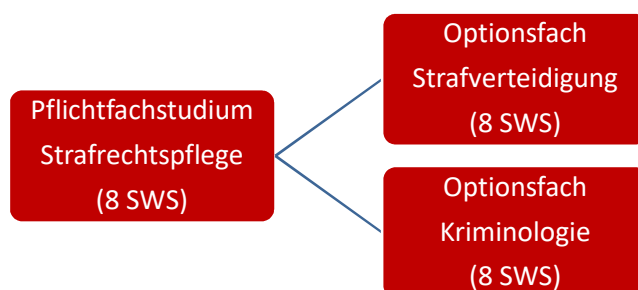 Pflichtfachstudium
Strafrechtspflege
(8 SWS)
Optionsfach
Strafverteidigung
(8 SWS)
Optionsfach
Kriminologie
(8 SWS)